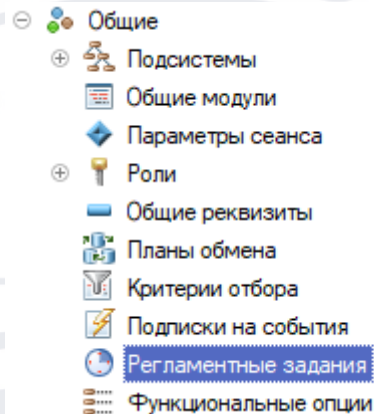 Общие
Подсистемы
Общие модули
Параметры сеанса
Роли
Общие реквизиты
Планы обмена
Критерии отбора
Подписки на события
Регламентные задания
Функциональные опции